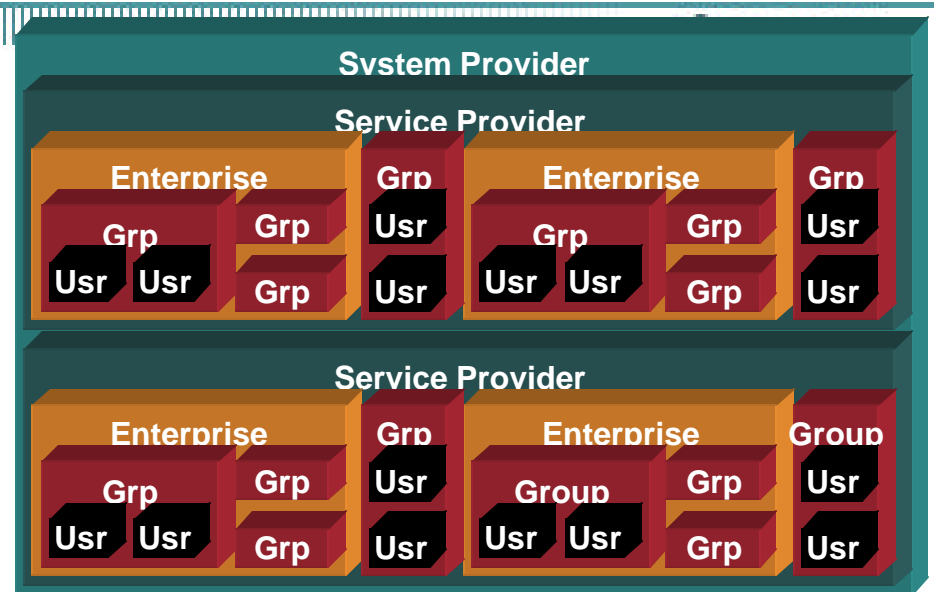 System Provider
Service Provider
Enterprise Grp Enterprise Grp
Grp Grp Usr Grp Grp Usr
Usr Usr Grp Usr Usr Usr Grp Usr
Service Provider
Enterprise Grp Enterprise Group
Grp Grp Usr Group Grp Usr
Usr Usr Grp Usr Usr Usr Grp Usr